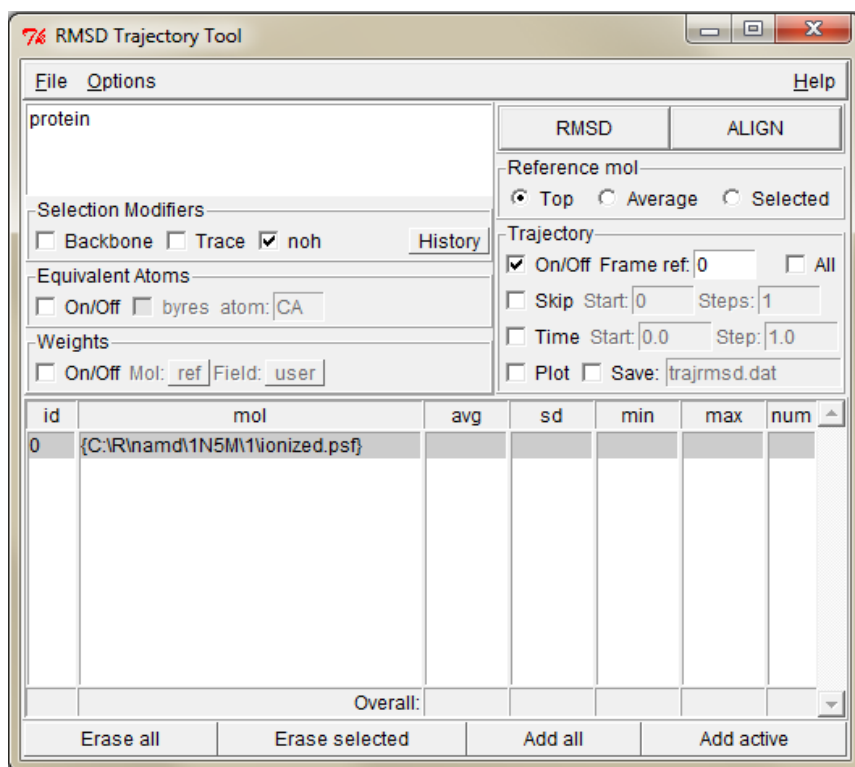 RMSD Trajectory Tool
File Options Help
protein
RMSD ALIGN
Reference mol
Top Average Selected
Selection Modifiers
Backbone Trace noh History
Trajectory
On/Off Frame ref: 0 All
Equivalent Atoms
On/Off byres atom: CA
Skip Start: 0 Steps: 1
Time Start: 0.0 Step: 1.0
Weights
On/Off Mol: ref Field: user
Plot Save: trajrmsd.dat
id mol avg sd min max num
0 {C:\R\namd\1N5M\1\ionized.psf}
Overall:
Erase all Erase selected Add all Add active